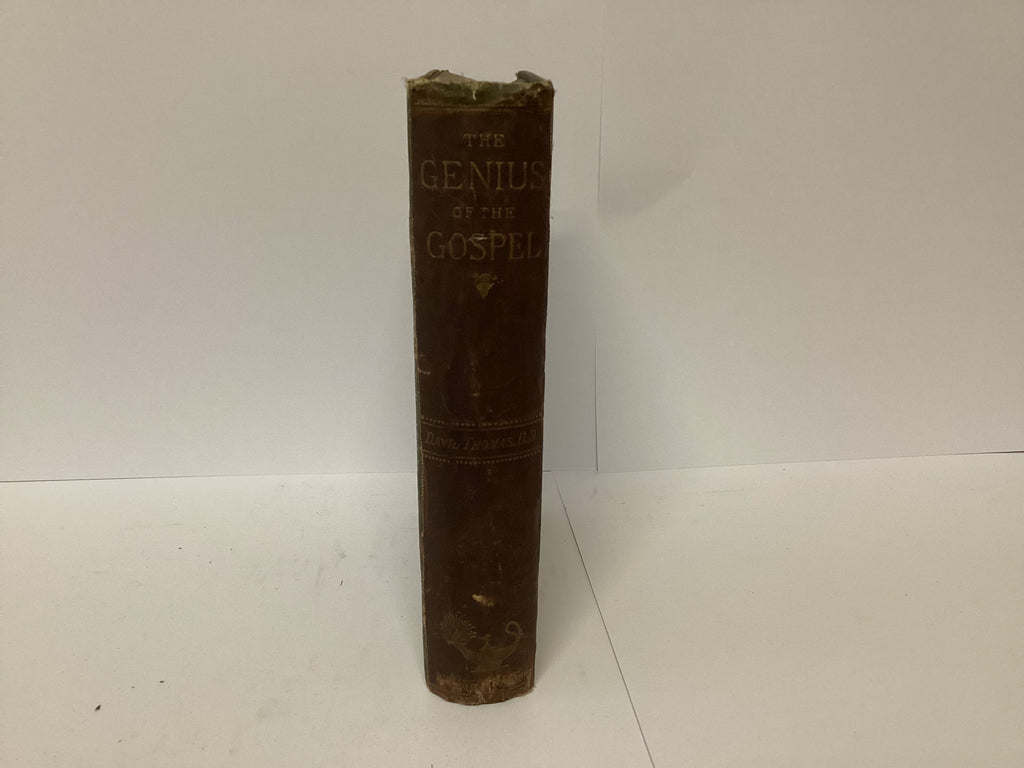 THE
GENIUS
OF THE
GOSPEL
DAVID THOMAS, D.D.